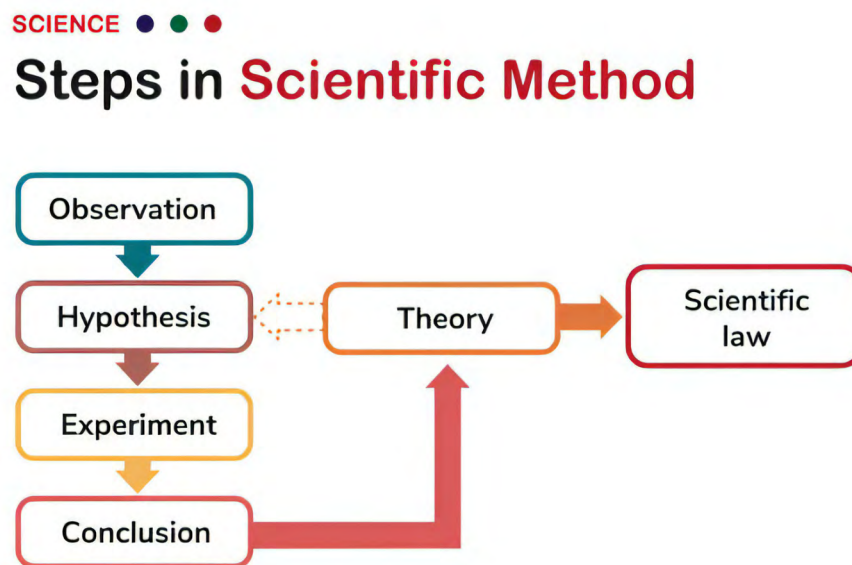 SCIENCE
Steps in Scientific Method
Observation
Hypothesis
Experiment
Conclusion
Theory
Scientific
law